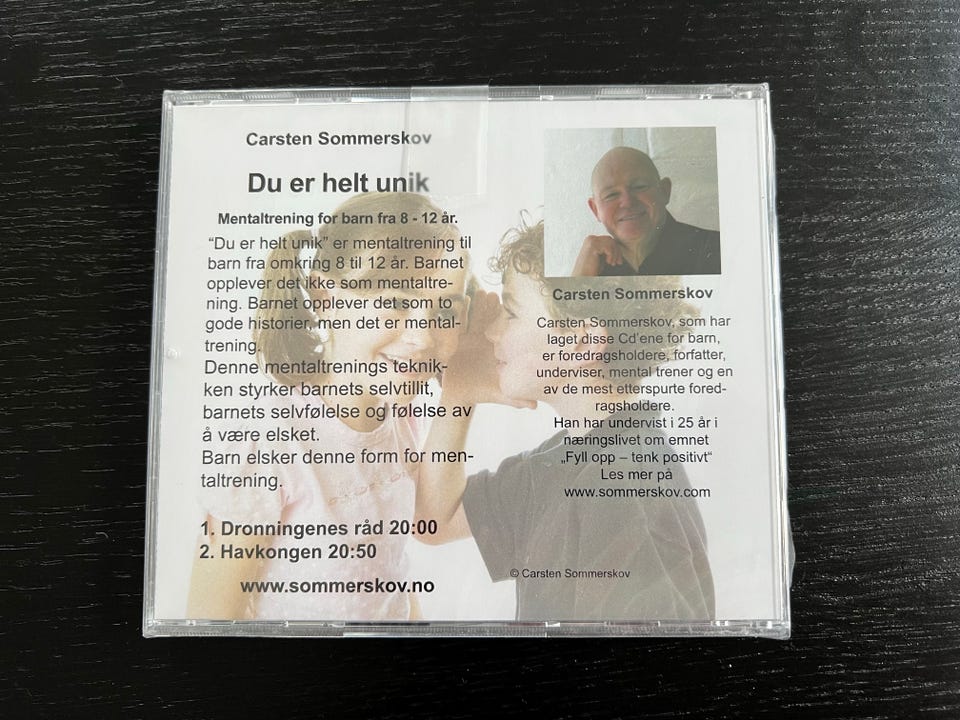 Carsten Sommerskov
Du er helt unik
Mentaltrening for barn fra 8 - 12 år.
“Du er helt unik” er mentaltrening til
barn fra omkring 8 til 12 år. Barnet
opplever det ikke som mentaltre-
ning. Barnet opplever det som to
gode historier, men det er mental-
trening.
Denne mentaltrenings teknik-
ken styrker barnets selvtillit,
barnets selvfølelse og følelse av
å være elsket.
Barn elsker denne form for men-
taltrening.
1. Dronningenes råd 20:00
2. Havkongen 20:50
www.sommerskov.no
Carsten Sommerskov
Carsten Sommerskov, som har
laget disse Cd’ene for barn,
er foredragsholdere, forfatter,
underviser, mental trener og en
av de mest etterspurte fored-
ragsholdere.
Han har undervist i 25 år i
næringslivet om emnet
„Fyll opp – tenk positivt“
Les mer på
www.sommerskov.com
© Carsten Sommerskov